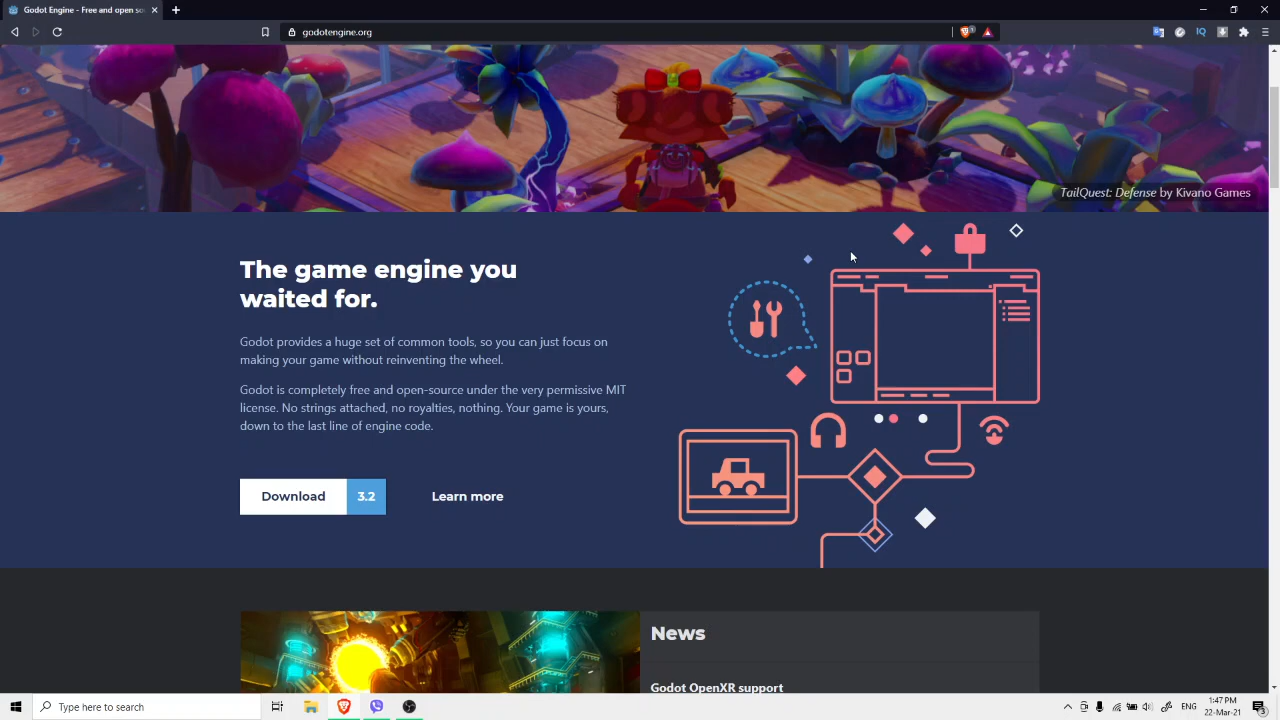 Godot Engine - Free and open so
godotengine.org
1
IQ
TailQuest: Defense by Kivano Games
The game engine you
waited for.
Godot provides a huge set of common tools, so you can just focus on
making your game without reinventing the wheel.
Godot is completely free and open-source under the very permissive MIT
license. No strings attached, no royalties, nothing. Your game is yours,
down to the last line of engine code.
Download 3.2 Learn more
News
Godot OpenXR support
Type here to search
ENG
1:47 PM
22-Mar-21
3